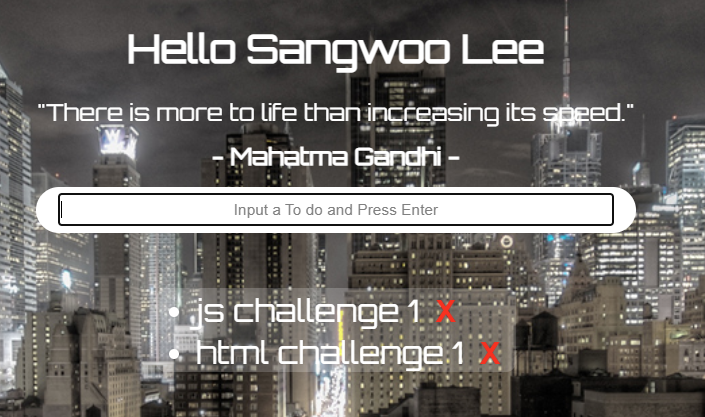 Hello Sangwoo Lee
"There is more to life than increasing its speed."
- Mahatma Gandhi -
Input a To do and Press Enter
• js challenge 1 X
• html challenge 1 X